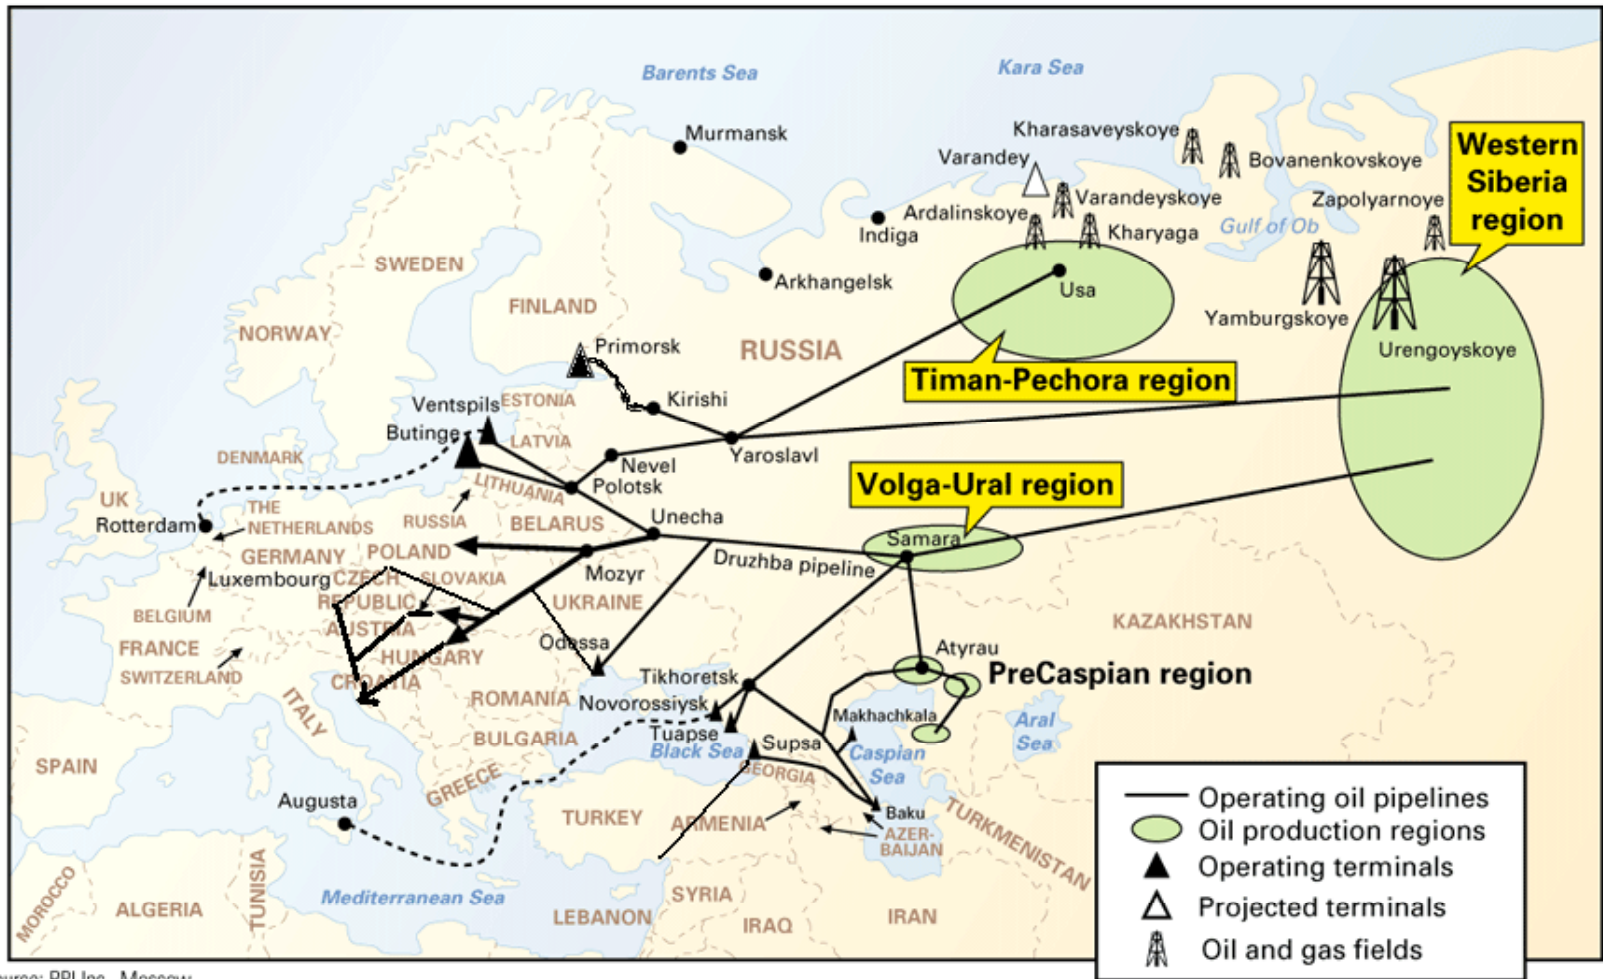 Barents Sea
Kara Sea
Murmansk
Kharasaveyskoye
Bovanenkovskoye
Western
Siberia
region
Varandey
Varandeyskoye
Zapolyarnoye
Ardalinskoye
Kharyaga
Gulf of Ob
Indiga
Arkhangelsk
Usa
Yamburgskoye
Urengoyskoye
SWEDEN
FINLAND
NORWAY
RUSSIA
Primorsk
Timan-Pechora region
Kirishi
Ventspils
ESTONIA
Butinge
LATVIA
DENMARK
Nevel
Yaroslavl
Polotsk
LITHUANIA
Volga-Ural region
UK
THE
NETHERLANDS
Rotterdam
RUSSIA
BELARUS
Unecha
Samara
GERMANY
POLAND
Druzhba pipeline
Luxembourg
CZECH
REPUBLIC
SLOVAKIA
Mozyr
UKRAINE
BELGIUM
AUSTRIA
KAZAKHSTAN
FRANCE
HUNGARY
Odessa
Atyrau
PreCaspian region
SWITZERLAND
CROATIA
Tikhoretsk
ITALY
ROMANIA
Novorossiysk
Makhachkala
Aral
Sea
Tuapse
BULGARIA
Black Sea
Supsa
Caspian
Sea
SPAIN
GREECE
GEORGIA
Augusta
TURKEY
ARMENIA
Baku
AZER-
BAIJAN
TURKMENISTAN
MOROCCO
ALGERIA
TUNISIA
Mediterranean Sea
LEBANON
SYRIA
IRAQ
IRAN
Operating oil pipelines
Oil production regions
Operating terminals
Projected terminals
Oil and gas fields